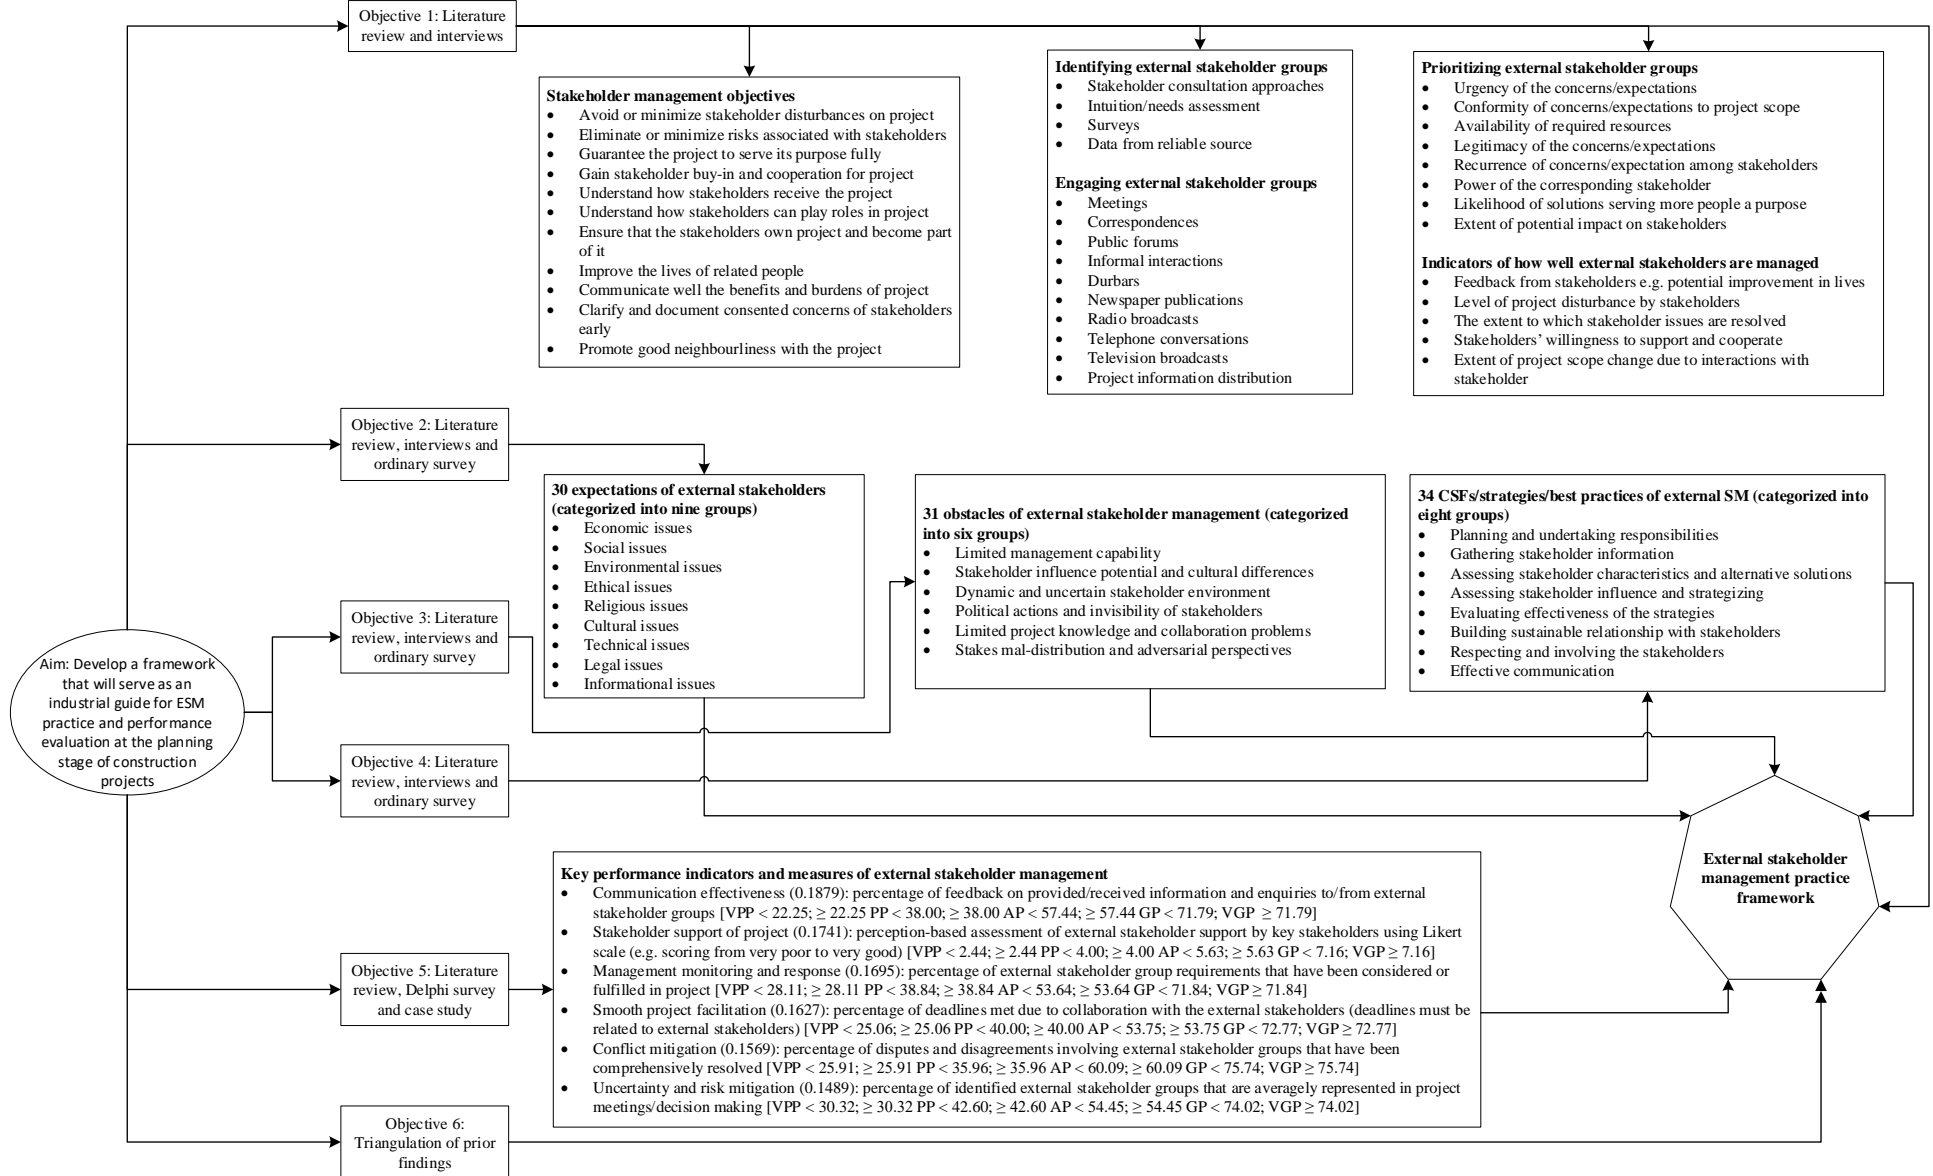 Objective 1: Literature
review and interviews
Stakeholder management objectives
• Avoid or minimize stakeholder disturbances on project
• Eliminate or minimize risks associated with stakeholders
• Guarantee the project to serve its purpose fully
• Gain stakeholder buy-in and cooperation for project
• Understand how stakeholders receive the project
• Understand how stakeholders can play roles in project
• Ensure that the stakeholders own project and become part
of it
• Improve the lives of related people
• Communicate well the benefits and burdens of project
• Clarify and document consented concerns of stakeholders
early
• Promote good neighbourliness with the project
Identifying external stakeholder groups
• Stakeholder consultation approaches
• Intuition/needs assessment
• Surveys
• Data from reliable source
Engaging external stakeholder groups
• Meetings
• Correspondences
• Public forums
• Informal interactions
• Durbars
• Newspaper publications
• Radio broadcasts
• Telephone conversations
• Television broadcasts
• Project information distribution
Prioritizing external stakeholder groups
• Urgency of the concerns/expectations
• Conformity of concerns/expectations to project scope
• Availability of required resources
• Legitimacy of the concerns/expectations
• Recurrence of concerns/expectation among stakeholders
• Power of the corresponding stakeholder
• Likelihood of solutions serving more people a purpose
• Extent of potential impact on stakeholders
Indicators of how well external stakeholders are managed
• Feedback from stakeholders e.g. potential improvement in lives
• Level of project disturbance by stakeholders
• The extent to which stakeholder issues are resolved
• Stakeholders’ willingness to support and cooperate
• Extent of project scope change due to interactions with
stakeholder
Objective 2: Literature
review, interviews and
ordinary survey
30 expectations of external stakeholders
(categorized into nine groups)
• Economic issues
• Social issues
• Environmental issues
• Ethical issues
• Religious issues
• Cultural issues
• Technical issues
• Legal issues
• Informational issues
31 obstacles of external stakeholder management (categorized
into six groups)
• Limited management capability
• Stakeholder influence potential and cultural differences
• Dynamic and uncertain stakeholder environment
• Political actions and invisibility of stakeholders
• Limited project knowledge and collaboration problems
• Stakes mal-distribution and adversarial perspectives
34 CSFs/strategies/best practices of external SM (categorized into
eight groups)
• Planning and undertaking responsibilities
• Gathering stakeholder information
• Assessing stakeholder characteristics and alternative solutions
• Assessing stakeholder influence and strategizing
• Evaluating effectiveness of the strategies
• Building sustainable relationship with stakeholders
• Respecting and involving the stakeholders
• Effective communication
Objective 3: Literature
review, interviews and
ordinary survey
Aim: Develop a framework
that will serve as an
industrial guide for ESM
practice and performance
evaluation at the planning
stage of construction
projects
Objective 4: Literature
review, interviews and
ordinary survey
External stakeholder
management practice
framework
Key performance indicators and measures of external stakeholder management
• Communication effectiveness (0.1879): percentage of feedback on provided/received information and enquiries to/from external
stakeholder groups [VPP < 22.25; ≥ 22.25 PP < 38.00; ≥ 38.00 AP < 57.44; ≥ 57.44 GP < 71.79; VGP ≥ 71.79]
• Stakeholder support of project (0.1741): perception-based assessment of external stakeholder support by key stakeholders using Likert
scale (e.g. scoring from very poor to very good) [VPP < 2.44; ≥ 2.44 PP < 4.00; ≥ 4.00 AP < 5.63; ≥ 5.63 GP < 7.16; VGP ≥ 7.16]
• Management monitoring and response (0.1695): percentage of external stakeholder group requirements that have been considered or
fulfilled in project [VPP < 28.11; ≥ 28.11 PP < 38.84; ≥ 38.84 AP < 53.64; ≥ 53.64 GP < 71.84; VGP ≥ 71.84]
• Smooth project facilitation (0.1627): percentage of deadlines met due to collaboration with the external stakeholders (deadlines must be
related to external stakeholders) [VPP < 25.06; ≥ 25.06 PP < 40.00; ≥ 40.00 AP < 53.75; ≥ 53.75 GP < 72.77; VGP ≥ 72.77]
• Conflict mitigation (0.1569): percentage of disputes and disagreements involving external stakeholder groups that have been
comprehensively resolved [VPP < 25.91; ≥ 25.91 PP < 35.96; ≥ 35.96 AP < 60.09; ≥ 60.09 GP < 75.74; VGP ≥ 75.74]
• Uncertainty and risk mitigation (0.1489): percentage of identified external stakeholder groups that are averagely represented in project
meetings/decision making [VPP < 30.32; ≥ 30.32 PP < 42.60; ≥ 42.60 AP < 54.45; ≥ 54.45 GP < 74.02; VGP ≥ 74.02]
Objective 5: Literature
review, Delphi survey
and case study
Objective 6:
Triangulation of prior
findings